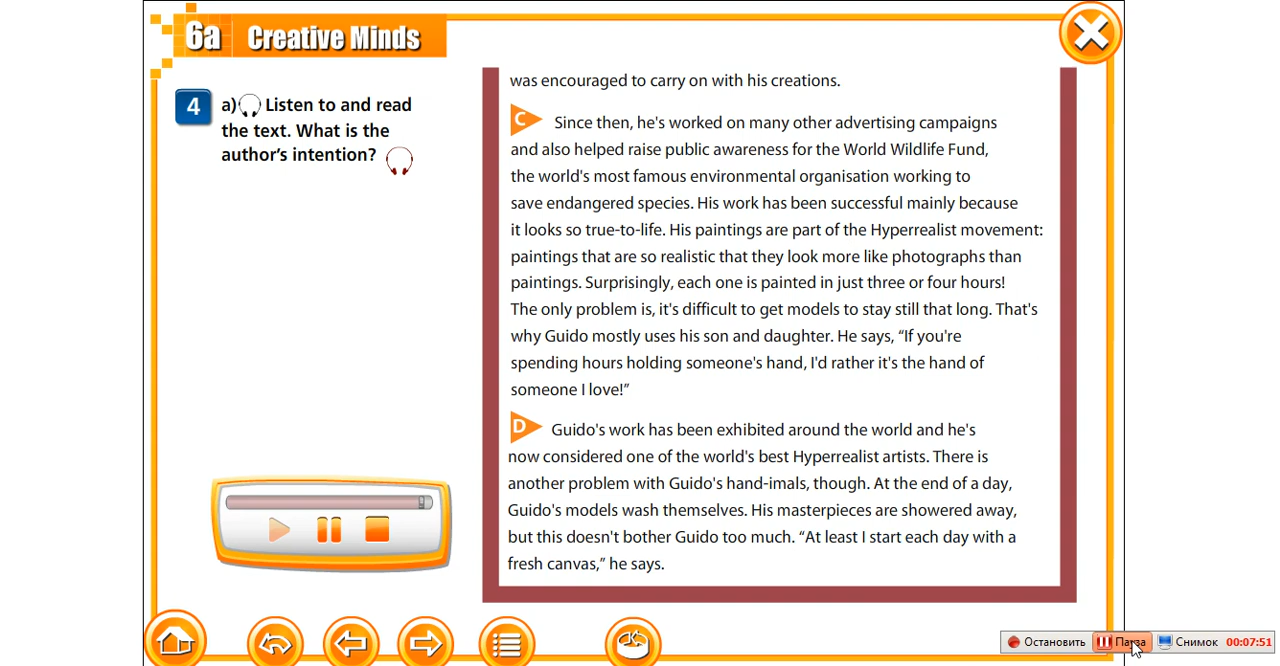 6a Creative Minds
4 a) Listen to and read
the text. What is the
author's intention?
was encouraged to carry on with his creations.
C Since then, he's worked on many other advertising campaigns
and also helped raise public awareness for the World Wildlife Fund,
the world's most famous environmental organisation working to
save endangered species. His work has been successful mainly because
it looks so true-to-life. His paintings are part of the Hyperrealist movement:
paintings that are so realistic that they look more like photographs than
paintings. Surprisingly, each one is painted in just three or four hours!
The only problem is, it's difficult to get models to stay still that long. That's
why Guido mostly uses his son and daughter. He says, “If you're
spending hours holding someone's hand, I'd rather it's the hand of
someone I love!”
D Guido's work has been exhibited around the world and he's
now considered one of the world's best Hyperrealist artists. There is
another problem with Guido's hand-imals, though. At the end of a day,
Guido's models wash themselves. His masterpieces are showered away,
but this doesn't bother Guido too much. “At least I start each day with a
fresh canvas,” he says.
Остановить Пауза Снимок 00:07:51